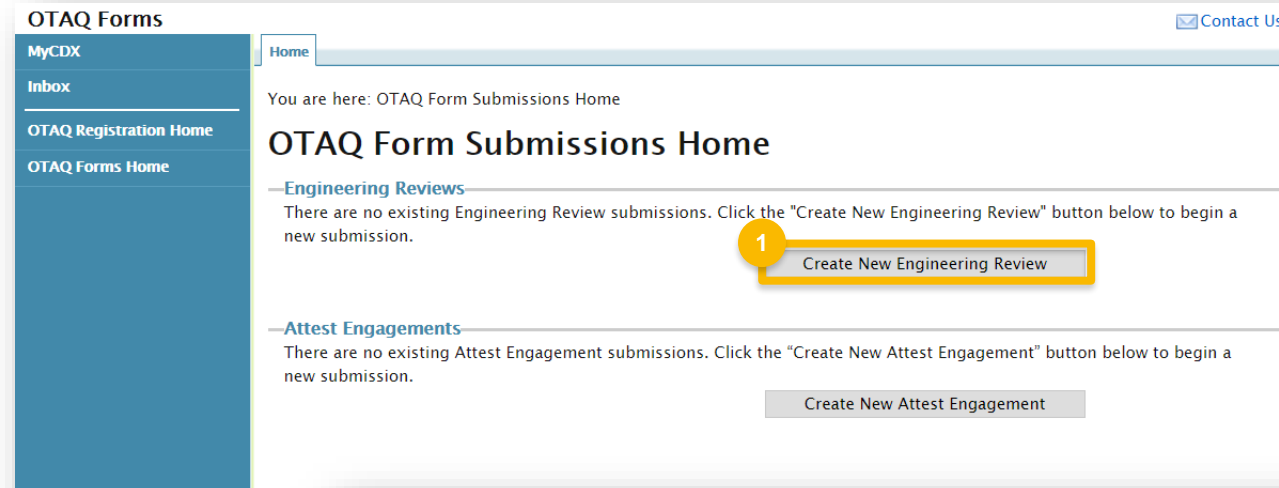 OTAQ Forms
Contact Us
MyCDX
Home
Inbox
You are here: OTAQ Form Submissions Home
OTAQ Registration Home
OTAQ Form Submissions Home
OTAQ Forms Home
Engineering Reviews
There are no existing Engineering Review submissions. Click the "Create New Engineering Review" button below to begin a
new submission.
1
Create New Engineering Review
Attest Engagements
There are no existing Attest Engagement submissions. Click the “Create New Attest Engagement” button below to begin a
new submission.
Create New Attest Engagement